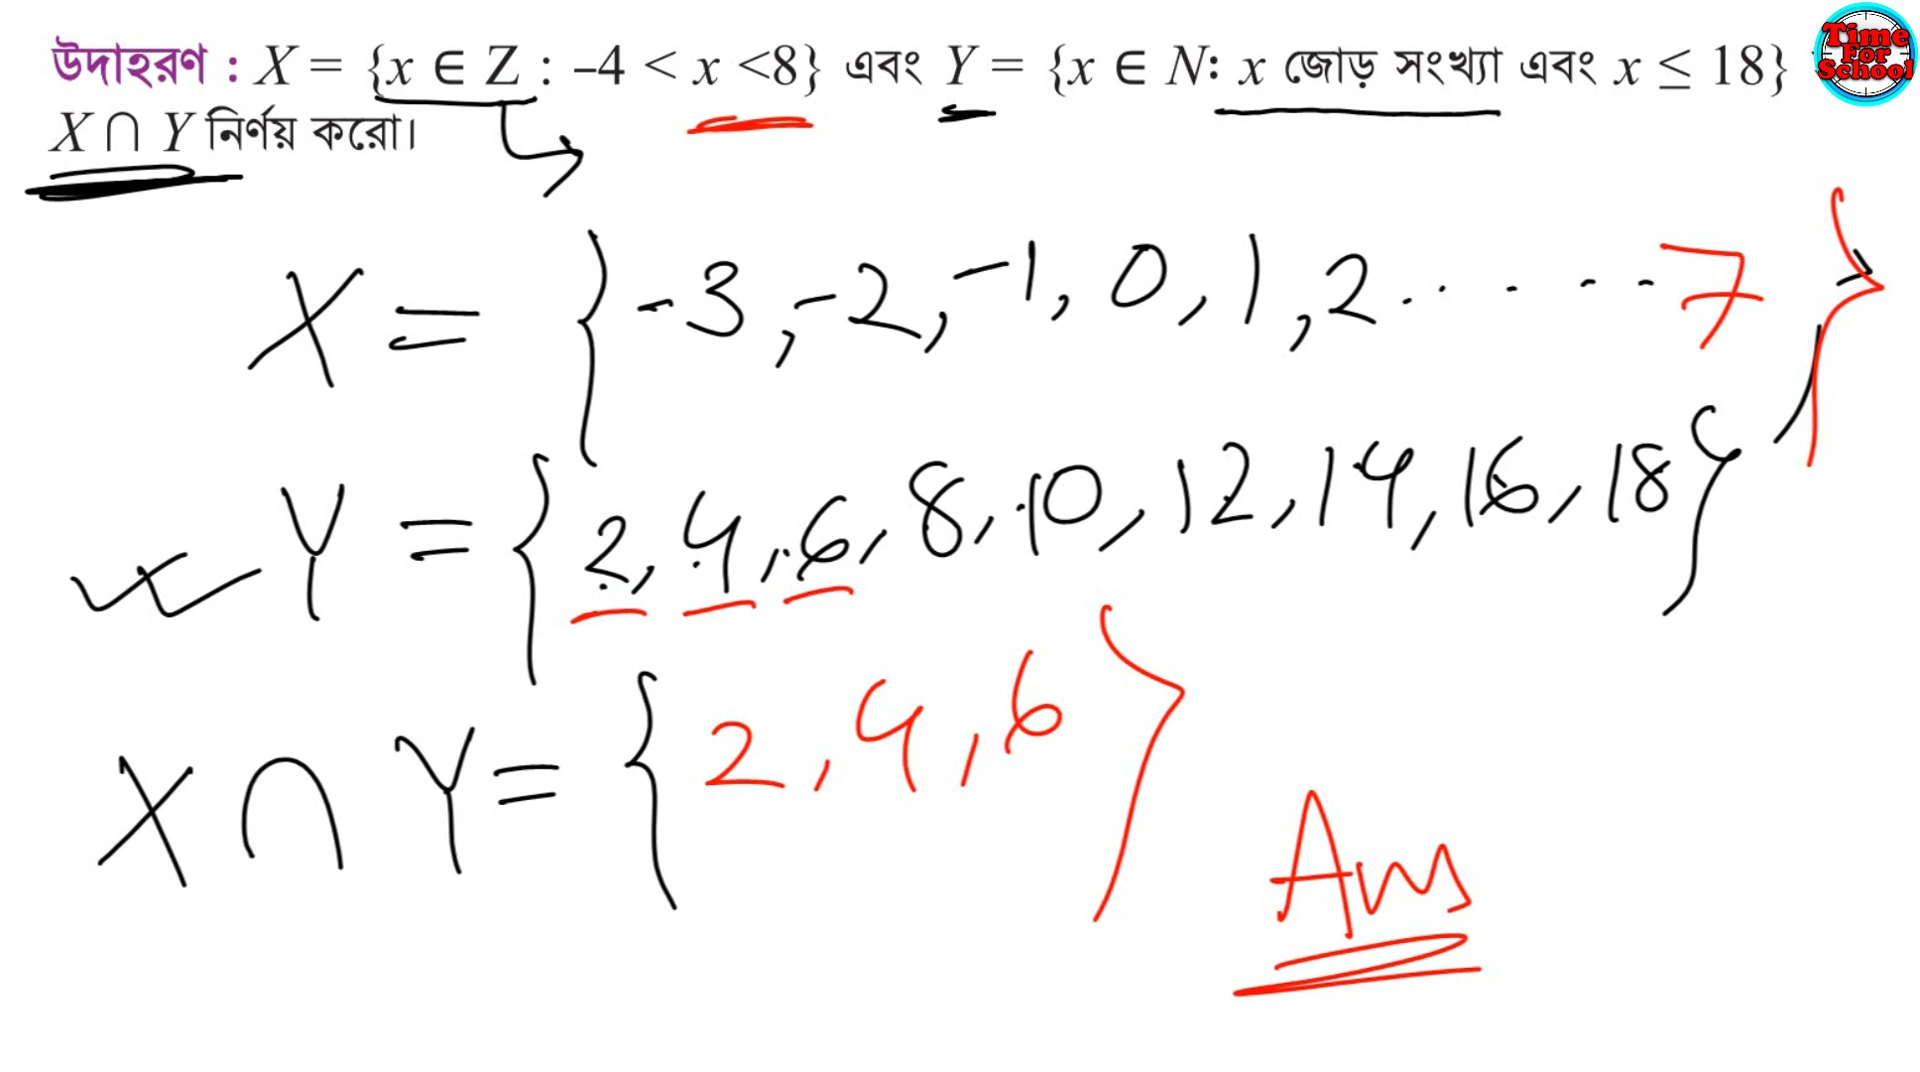 উদাহরণ : X = {x ∈ Z : –4 < x <8} এবং Y = {x ∈ N: x জোড় সংখ্যা এবং x ≤ 18}
X ∩ Y নির্ণয় করো।
Time For School
X = {-3, -2, -1, 0, 1, 2 ..... 7}
Y = {2, 4, 6, 8, 10, 12, 14, 16, 18}
X ∩ Y = {2, 4, 6}
Ans